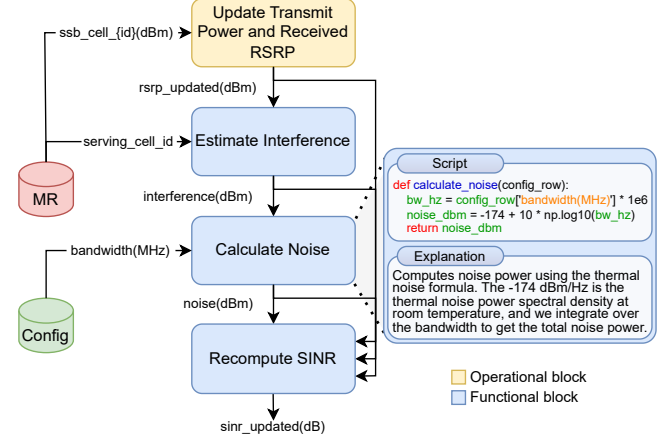 Update Transmit
Power and Received
RSRP
ssb_cell_{id}(dBm)
rsrp_updated(dBm)
Estimate Interference
serving_cell_id
MR
interference(dBm)
Calculate Noise
bandwidth(MHz)
Config
noise(dBm)
Recompute SINR
sinr_updated(dB)
Script
def calculate_noise(config_row):
bw_hz = config_row['bandwidth(MHz)'] * 1e6
noise_dbm = -174 + 10 * np.log10(bw_hz)
return noise_dbm
Explanation
Computes noise power using the thermal
noise formula. The -174 dBm/Hz is the
thermal noise power spectral density at
room temperature, and we integrate over
the bandwidth to get the total noise power.
Operational block
Functional block